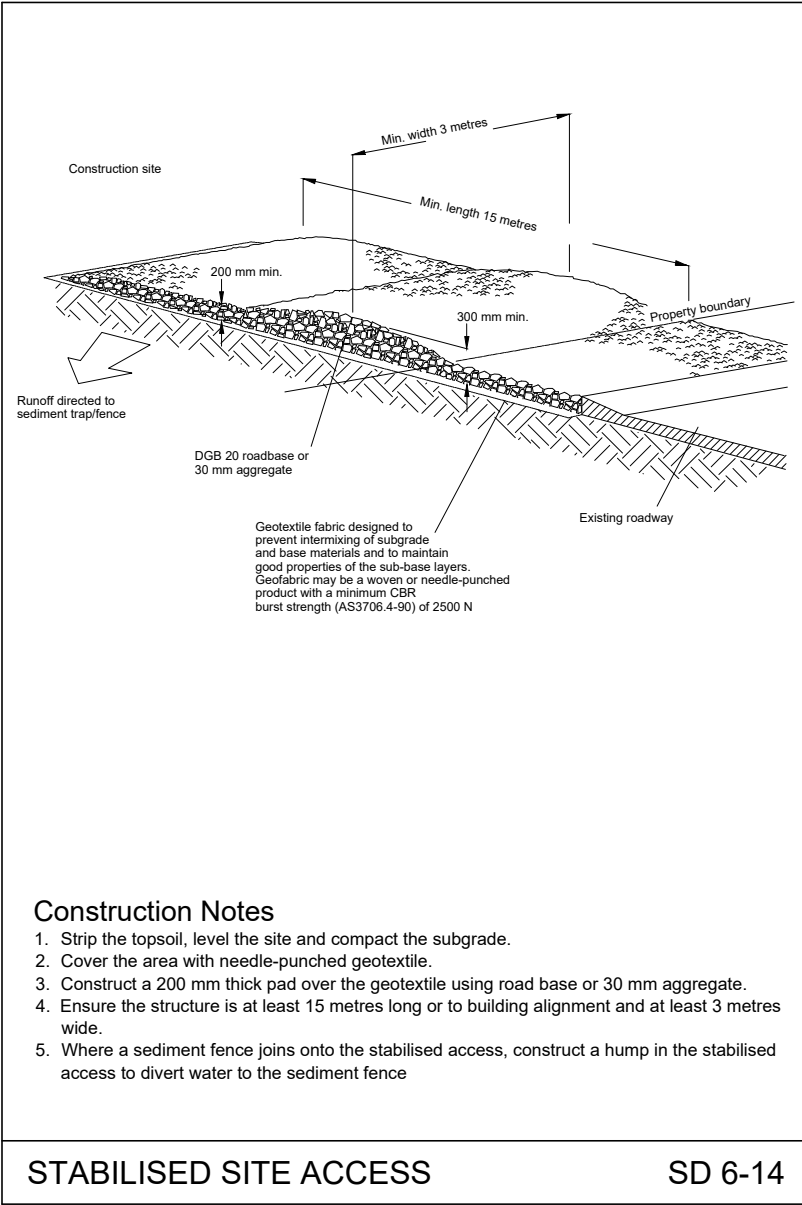 Min. width 3 metres
Construction site
Min. length 15 metres
200 mm min.
300 mm min.
Property boundary
Runoff directed to
sediment trap/fence
DGB 20 roadbase or
30 mm aggregate
Existing roadway
Geotextile fabric designed to
prevent intermixing of subgrade
and base materials and to maintain
good properties of the sub-base layers.
Geofabric may be a woven or needle-punched
product with a minimum CBR
burst strength (AS3706.4-90) of 2500 N
Construction Notes
1. Strip the topsoil, level the site and compact the subgrade.
2. Cover the area with needle-punched geotextile.
3. Construct a 200 mm thick pad over the geotextile using road base or 30 mm aggregate.
4. Ensure the structure is at least 15 metres long or to building alignment and at least 3 metres
wide.
5. Where a sediment fence joins onto the stabilised access, construct a hump in the stabilised
access to divert water to the sediment fence
STABILISED SITE ACCESS SD 6-14